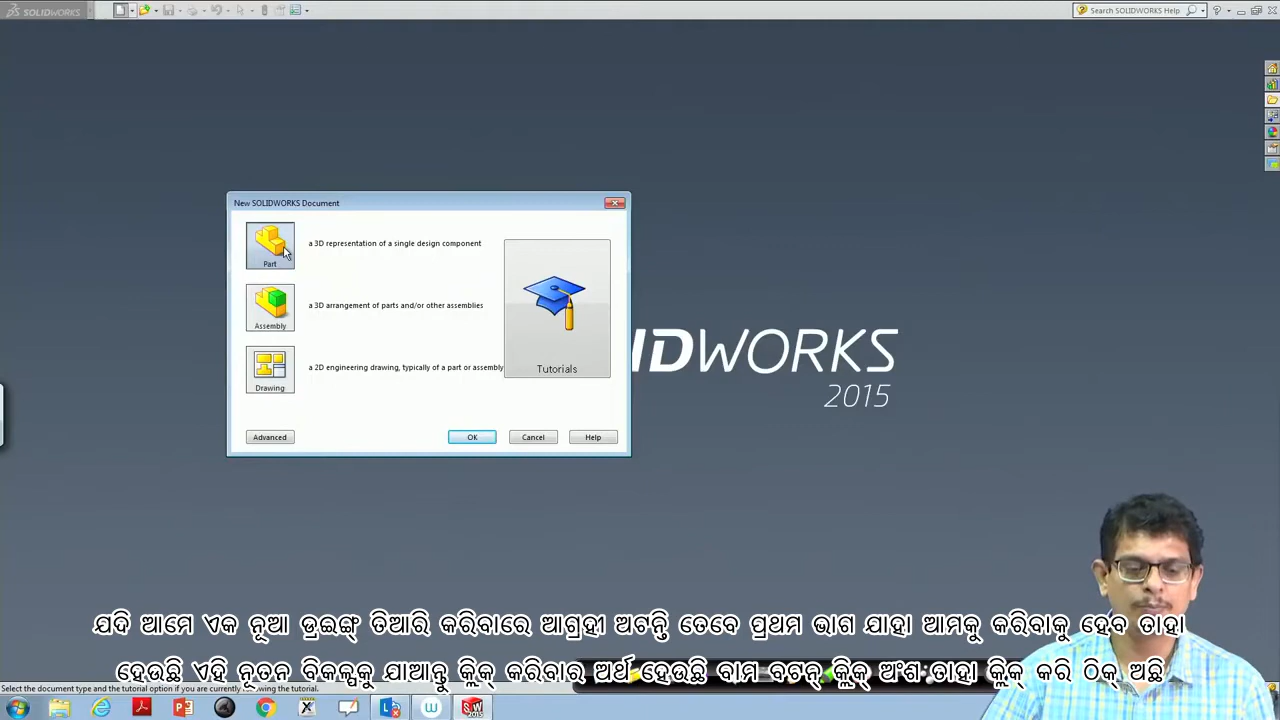 SOLIDWORKS
Search SOLIDWORKS Help
New SOLIDWORKS Document
Part
a 3D representation of a single design component
Assembly
a 3D arrangement of parts and/or other assemblies
Drawing
a 2D engineering drawing, typically of a part or assembly
Tutorials
Advanced
OK
Cancel
Help
IDWORKS
2015
ଯଦି ଆମେ ଏକ ନୂଆ ଡ୍ରଇଙ୍ଗ୍ ତିଆରି କରିବାରେ ଆଗ୍ରହୀ ଅଟନ୍ତି ତେବେ ପ୍ରଥମ ଭାଗ ଯାହା ଆମକୁ କରିବାକୁ ହେବ ତାହା
ହେଉଛି ଏହି ନୂତନ ବିକଳ୍ପକୁ ଯାଆନ୍ତୁ କ୍ଲିକ୍ କରିବାର ଅର୍ଥ ହେଉଛି ବାମ ବଟନ୍ କ୍ଲିକ୍ ଅଂଶ ତାହା କ୍ଲିକ୍ କରି ଠିକ୍ ଅଛି
Select the document type and the tutorial option if you are currently
wing the tutorial.